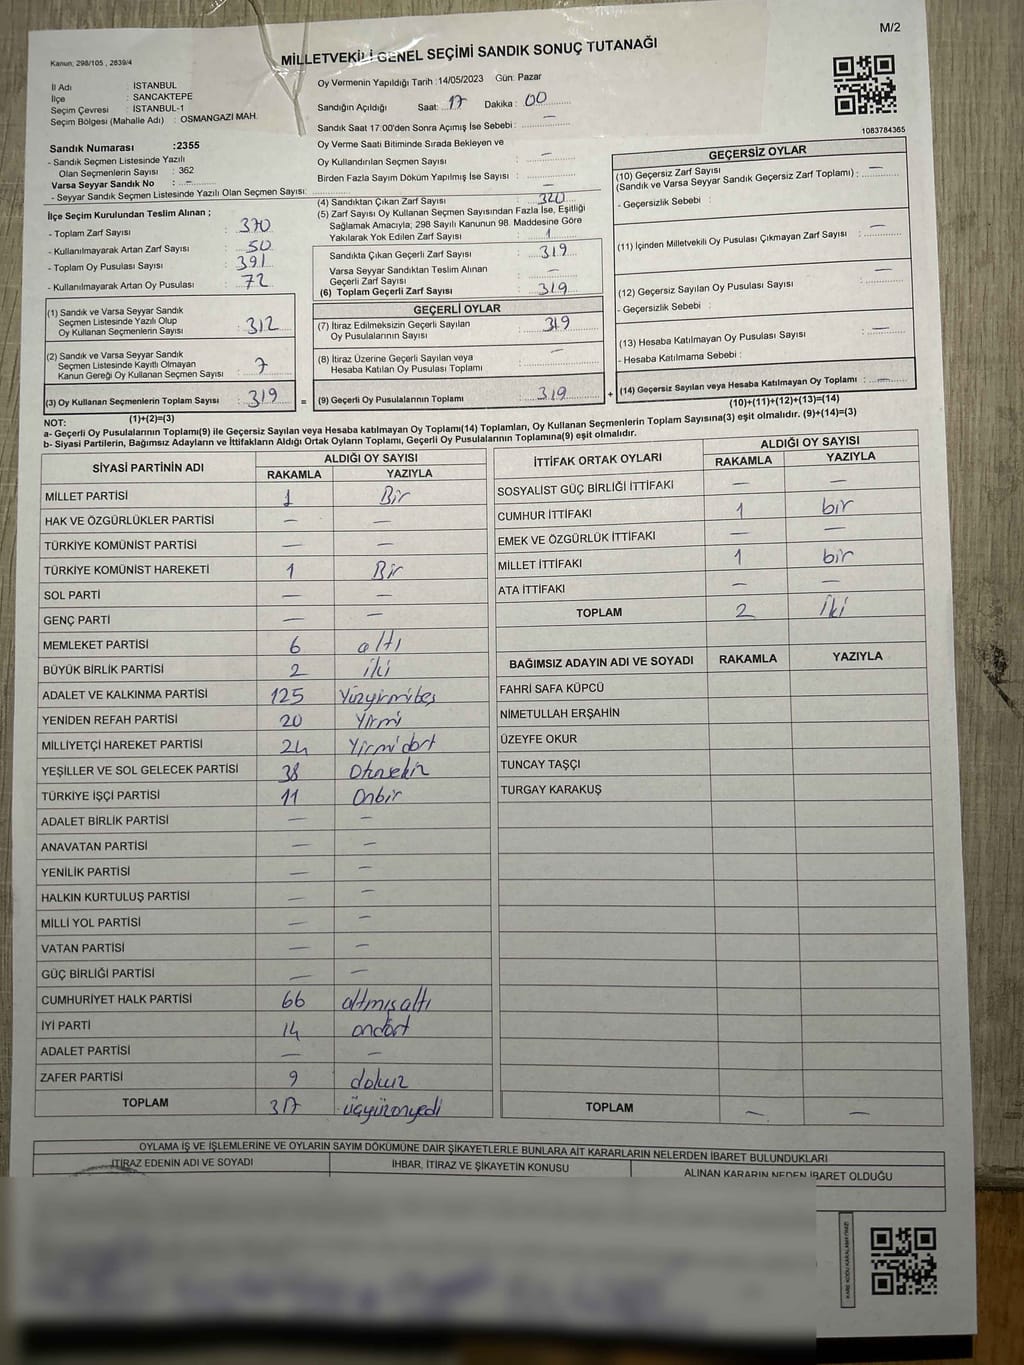 M/2
Kanun, 298/105 , 2839/4
MİLLETVEKİLİ GENEL SEÇİMİ SANDIK SONUÇ TUTANAĞI
İl Adı : İSTANBUL
İlçe : SANCAKTEPE
Seçim Çevresi : İSTANBUL-1
Seçim Bölgesi (Mahalle Adı) : OSMANGAZİ MAH.
Oy Vermenin Yapıldığı Tarih :14/05/2023 Gün: Pazar
Sandığın Açıldığı Saat: 17 Dakika : 00
Sandık Saat 17:00'den Sonra Açımış İse Sebebi : —
1083784365
Sandık Numarası :2355
- Sandık Seçmen Listesinde Yazılı
Olan Seçmenlerin Sayısı : 362
Varsa Seyyar Sandık No : –
- Seyyar Sandık Seçmen Listesinde Yazılı Olan Seçmen Sayısı:
Oy Verme Saati Bitiminde Sırada Bekleyen ve
Oy Kullandırılan Seçmen Sayısı : —
Birden Fazla Sayım Döküm Yapılmış İse Sayısı : —
İlçe Seçim Kurulundan Teslim Alınan ;
- Toplam Zarf Sayısı : 370
- Kullanılmayarak Artan Zarf Sayısı : 50
- Toplam Oy Pusulası Sayısı : 391
- Kullanılmayarak Artan Oy Pusulası : 72
(4) Sandıktan Çıkan Zarf Sayısı : 320
(5) Zarf Sayısı Oy Kullanan Seçmen Sayısından Fazla İse, Eşitliği
Sağlamak Amacıyla; 298 Sayılı Kanunun 98. Maddesine Göre
Yakılarak Yok Edilen Zarf Sayısı : 1
Sandıkta Çıkan Geçerli Zarf Sayısı : 319
Varsa Seyyar Sandıktan Teslim Alınan
Geçerli Zarf Sayısı : —
(6) Toplam Geçerli Zarf Sayısı : 319
GEÇERSİZ OYLAR
(10) Geçersiz Zarf Sayısı
(Sandık ve Varsa Seyyar Sandık Geçersiz Zarf Toplamı) : —
- Geçersizlik Sebebi :
(11) İçinden Milletvekili Oy Pusulası Çıkmayan Zarf Sayısı : —
(12) Geçersiz Sayılan Oy Pusulası Sayısı : —
- Geçersizlik Sebebi :
(13) Hesaba Katılmayan Oy Pusulası Sayısı : —
- Hesaba Katılmama Sebebi :
(14) Geçersiz Sayılan veya Hesaba Katılmayan Oy Toplamı : —
(10)+(11)+(12)+(13)=(14)
(1) Sandık ve Varsa Seyyar Sandık
Seçmen Listesinde Yazılı Olup
Oy Kullanan Seçmenlerin Sayısı : 312
(2) Sandık ve Varsa Seyyar Sandık
Seçmen Listesinde Kayıtlı Olmayan
Kanun Gereği Oy Kullanan Seçmen Sayısı : 7
(3) Oy Kullanan Seçmenlerin Toplam Sayısı : 319 =
(1)+(2)=(3)
GEÇERLİ OYLAR
(7) İtiraz Edilmeksizin Geçerli Sayılan
Oy Pusulalarının Sayısı : 319
(8) İtiraz Üzerine Geçerli Sayılan veya
Hesaba Katılan Oy Pusulası Toplamı : —
(9) Geçerli Oy Pusulalarının Toplamı : 319 +
NOT:
a- Geçerli Oy Pusulalarının Toplamı(9) ile Geçersiz Sayılan veya Hesaba katılmayan Oy Toplamı(14) Toplamları, Oy Kullanan Seçmenlerin Toplam Sayısına(3) eşit olmalıdır. (9)+(14)=(3)
b- Siyasi Partilerin, Bağımsız Adayların ve İttifakların Aldığı Ortak Oyların Toplamı, Geçerli Oy Pusulalarının Toplamına(9) eşit olmalıdır.
SİYASİ PARTİNİN ADI ALDIĞI OY SAYISI
RAKAMLA YAZIYLA
MİLLET PARTİSİ 1 Bir
HAK VE ÖZGÜRLÜKLER PARTİSİ — —
TÜRKİYE KOMÜNİST PARTİSİ — —
TÜRKİYE KOMÜNİST HAREKETİ 1 Bir
SOL PARTİ — —
GENÇ PARTİ — —
MEMLEKET PARTİSİ 6 altı
BÜYÜK BİRLİK PARTİSİ 2 iki
ADALET VE KALKINMA PARTİSİ 125 Yüzyirmibeş
YENİDEN REFAH PARTİSİ 20 Yirmi
MİLLİYETÇİ HAREKET PARTİSİ 24 Yirmi dört
YEŞİLLER VE SOL GELECEK PARTİSİ 38 Otuzsekiz
TÜRKİYE İŞÇİ PARTİSİ 11 Onbir
ADALET BİRLİK PARTİSİ — —
ANAVATAN PARTİSİ — —
YENİLİK PARTİSİ — —
HALKIN KURTULUŞ PARTİSİ — —
MİLLİ YOL PARTİSİ — —
VATAN PARTİSİ — —
GÜÇ BİRLİĞİ PARTİSİ — —
CUMHURİYET HALK PARTİSİ 66 altmışaltı
İYİ PARTİ 14 ondört
ADALET PARTİSİ — —
ZAFER PARTİSİ 9 dokuz
TOPLAM 317 üçyüzonyedi
İTTİFAK ORTAK OYLARI ALDIĞI OY SAYISI
RAKAMLA YAZIYLA
SOSYALİST GÜÇ BİRLİĞİ İTTİFAKI — —
CUMHUR İTTİFAKI 1 bir
EMEK VE ÖZGÜRLÜK İTTİFAKI — —
MİLLET İTTİFAKI 1 bir
ATA İTTİFAKI — —
TOPLAM 2 İki
BAĞIMSIZ ADAYIN ADI VE SOYADI RAKAMLA YAZIYLA
FAHRİ SAFA KÜPCÜ
NİMETULLAH ERŞAHİN
ÜZEYFE OKUR
TUNCAY TAŞÇI
TURGAY KARAKUŞ
TOPLAM — —
OYLAMA İŞ VE İŞLEMLERİNE VE OYLARIN SAYIM DÖKÜMÜNE DAİR ŞİKAYETLERLE BUNLARA AİT KARARLARIN NELERDEN İBARET BULUNDUKLARI
İTİRAZ EDENİN ADI VE SOYADI İHBAR, İTİRAZ VE ŞİKAYETİN KONUSU ALINAN KARARIN NEDEN İBARET OLDUĞU
KARE KODU KARALAMAYINIZ!